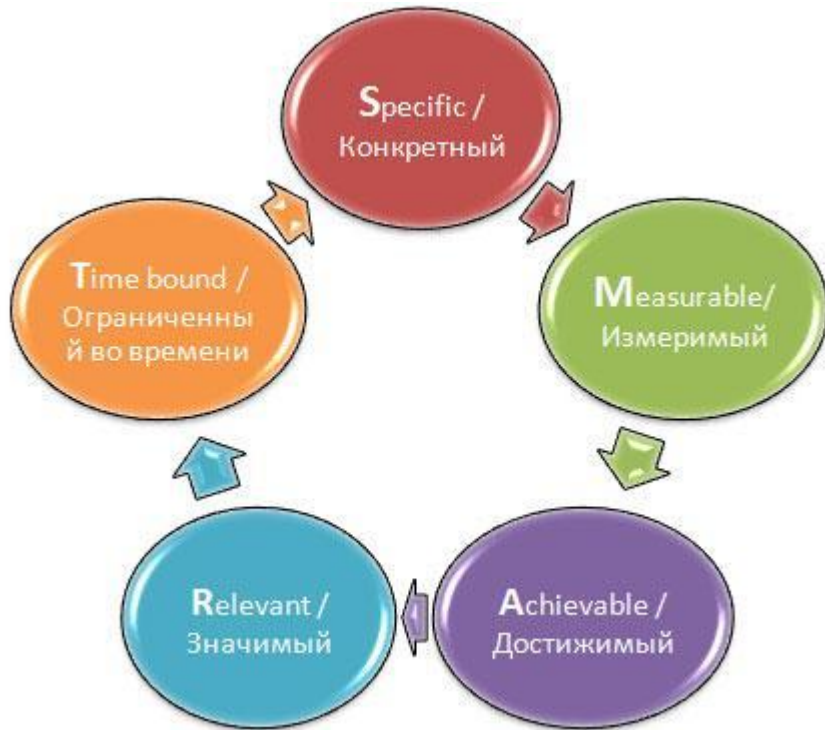 Specific /
Конкретный
Measurable/
Измеримый
Achievable /
Достижимый
Relevant /
Значимый
Time bound /
Ограниченны
й во времени